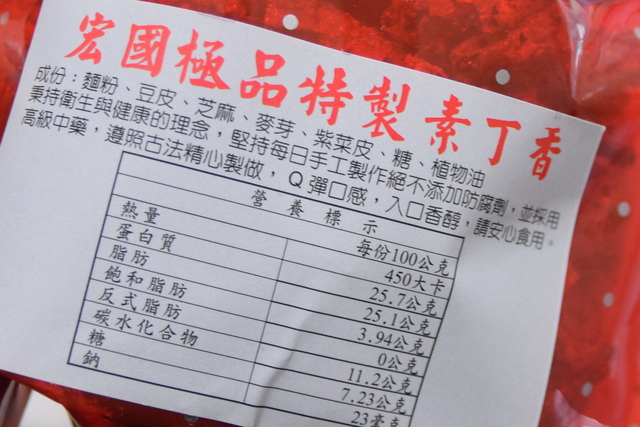 宏國極品特製素丁香
成份：麵粉、豆皮、芝麻、麥芽、紫菜皮、糖、植物油
秉持衛生與健康的理念，堅持每日手工製作絕不添加防腐劑，並採用
高級中藥，遵照古法精心製做，Q彈口感，入口香醇，請安心食用。
營養標示
每份100公克
熱量 450大卡
蛋白質 25.7公克
脂肪 25.1公克
飽和脂肪 3.94公克
反式脂肪 0公克
碳水化合物 11.2公克
糖 7.23公克
鈉 23毫克